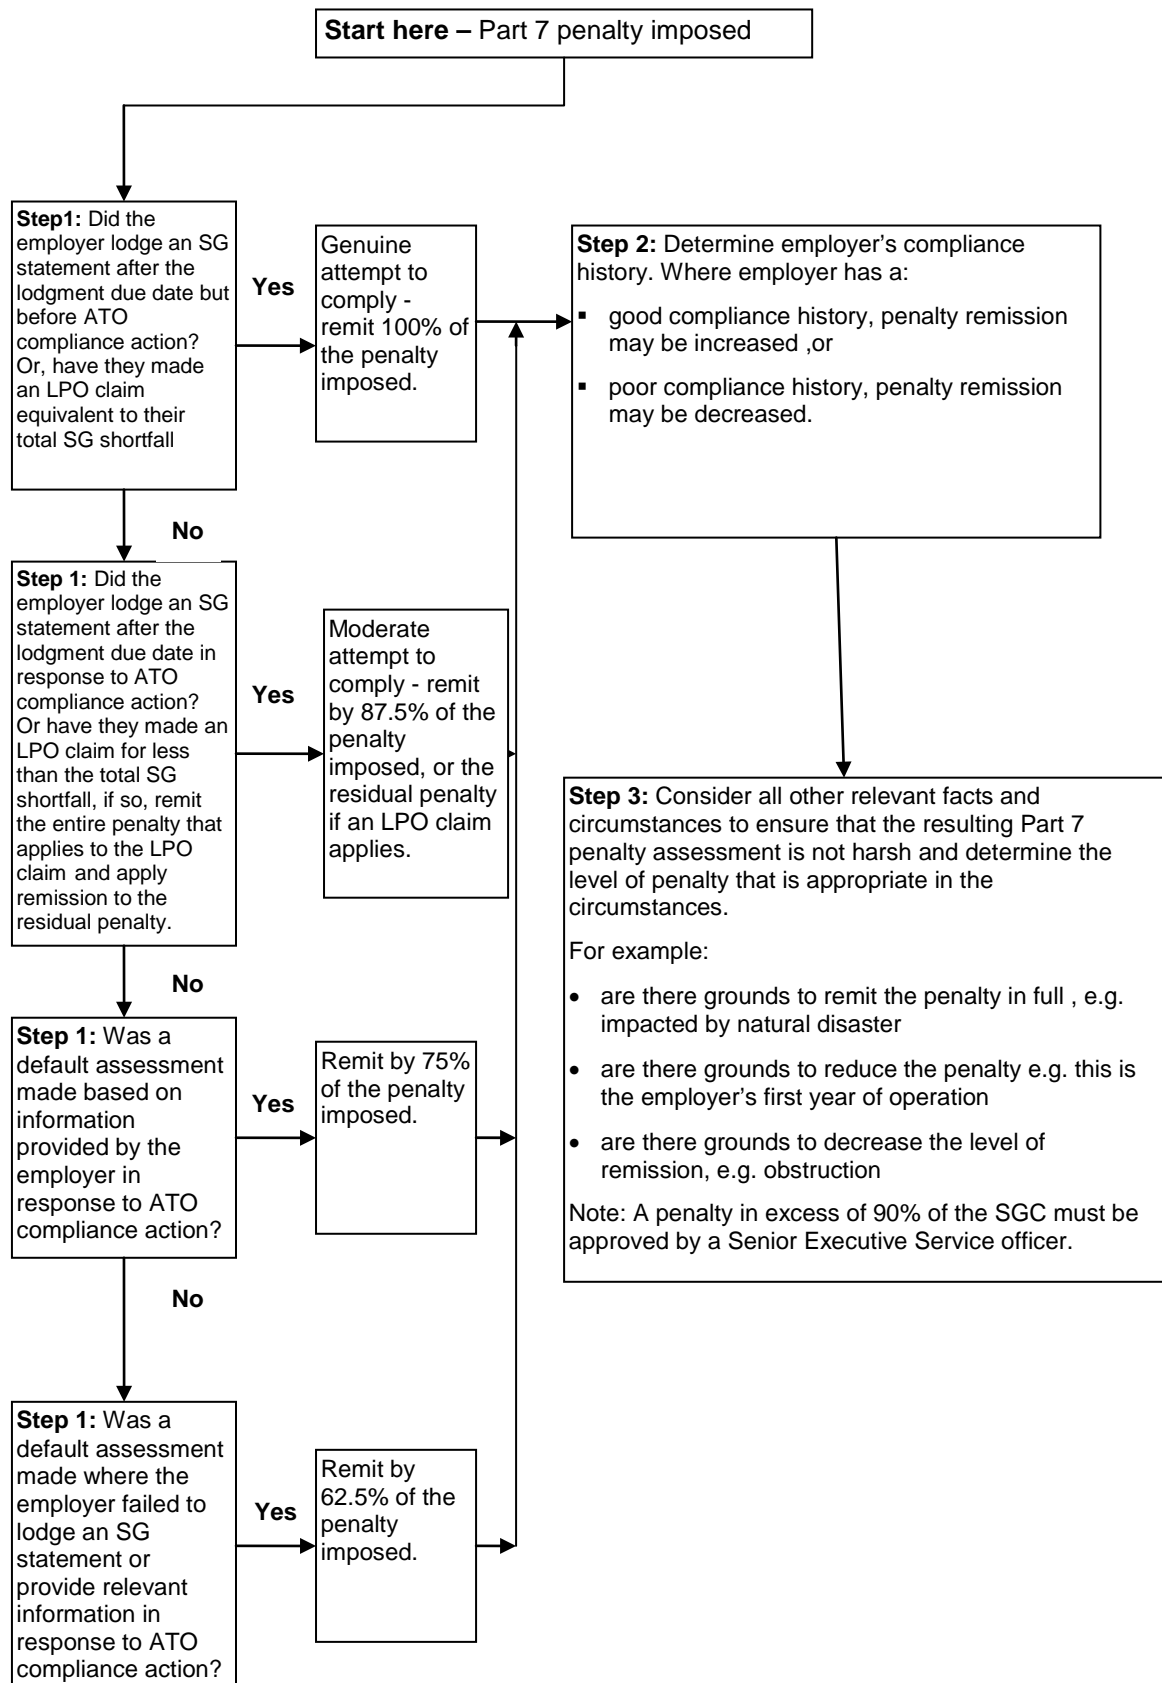 Start here – Part 7 penalty imposed
Step1: Did the
employer lodge an SG
statement after the
lodgment due date but
before ATO
compliance action?
Or, have they made
an LPO claim
equivalent to their
total SG shortfall
Yes
Genuine
attempt to
comply -
remit 100% of
the penalty
imposed.
Step 2: Determine employer’s compliance
history. Where employer has a:
▪ good compliance history, penalty remission
may be increased ,or
▪ poor compliance history, penalty remission
may be decreased.
No
Step 1: Did the
employer lodge an SG
statement after the
lodgment due date in
response to ATO
compliance action?
Or have they made an
LPO claim for less
than the total SG
shortfall, if so, remit
the entire penalty that
applies to the LPO
claim and apply
remission to the
residual penalty.
Yes
Moderate
attempt to
comply - remit
by 87.5% of the
penalty
imposed, or the
residual penalty
if an LPO claim
applies.
Step 3: Consider all other relevant facts and
circumstances to ensure that the resulting Part 7
penalty assessment is not harsh and determine the
level of penalty that is appropriate in the
circumstances.
For example:
• are there grounds to remit the penalty in full , e.g.
impacted by natural disaster
• are there grounds to reduce the penalty e.g. this is
the employer’s first year of operation
• are there grounds to decrease the level of
remission, e.g. obstruction
Note: A penalty in excess of 90% of the SGC must be
approved by a Senior Executive Service officer.
No
Step 1: Was a
default assessment
made based on
information
provided by the
employer in
response to ATO
compliance action?
Yes
Remit by 75%
of the penalty
imposed.
No
Step 1: Was a
default assessment
made where the
employer failed to
lodge an SG
statement or
provide relevant
information in
response to ATO
compliance action?
Yes
Remit by
62.5% of the
penalty
imposed.